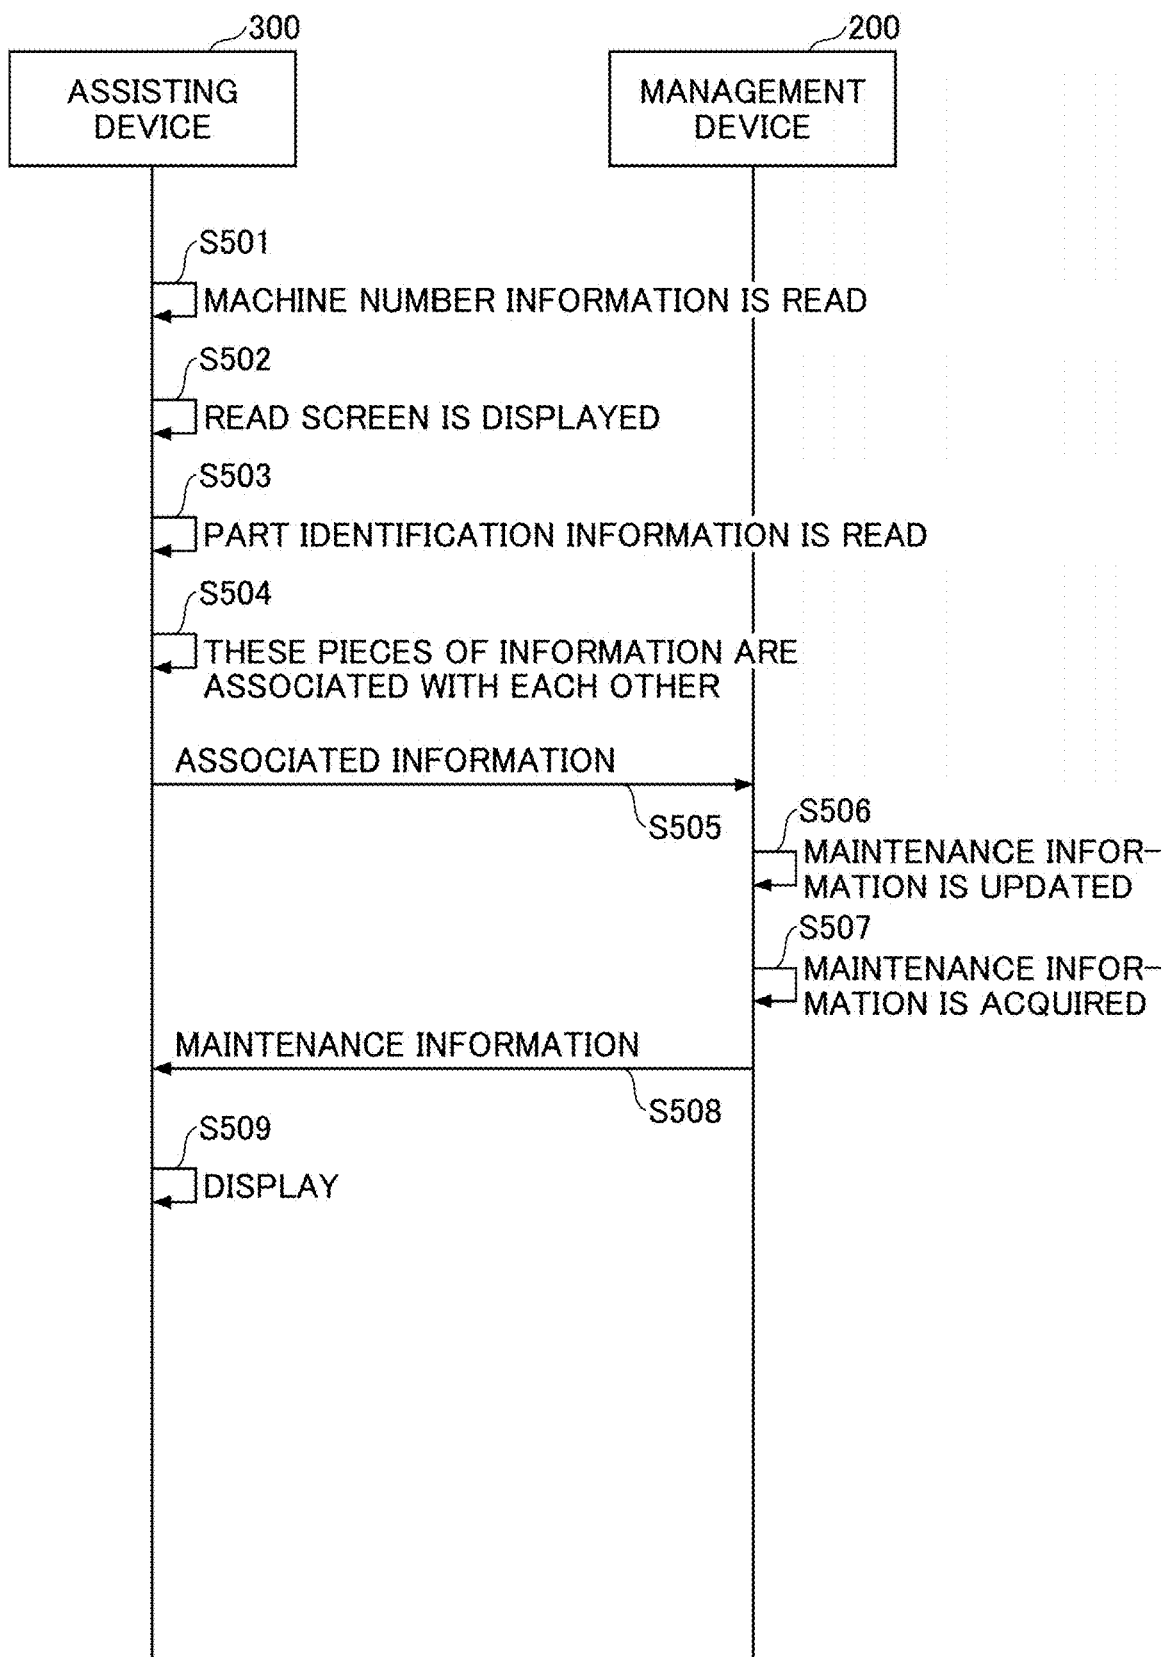 300
200
ASSISTING
DEVICE
MANAGEMENT
DEVICE
S501
MACHINE NUMBER INFORMATION IS READ
S502
READ SCREEN IS DISPLAYED
S503
PART IDENTIFICATION INFORMATION IS READ
S504
THESE PIECES OF INFORMATION ARE
ASSOCIATED WITH EACH OTHER
ASSOCIATED INFORMATION
S505
S506
MAINTENANCE INFOR-
MATION IS UPDATED
S507
MAINTENANCE INFOR-
MATION IS ACQUIRED
MAINTENANCE INFORMATION
S508
S509
DISPLAY